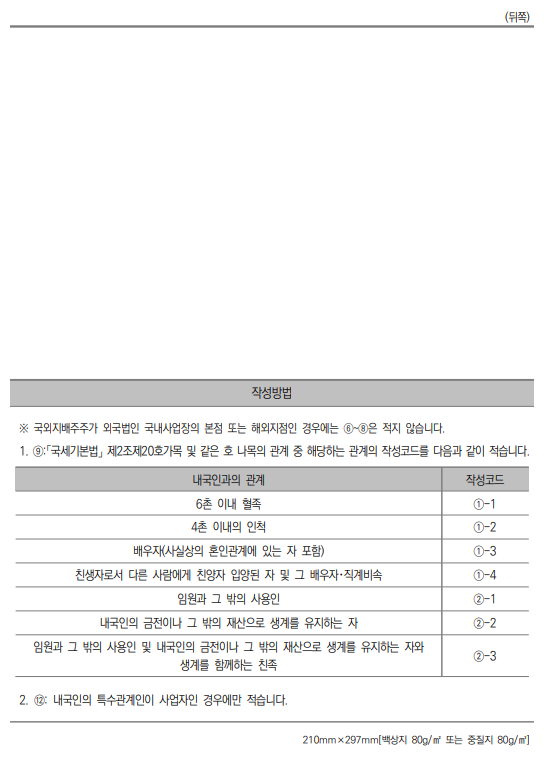 (뒤쪽)
작성방법
※ 국외지배주주가 외국법인 국내사업장의 본점 또는 해외지점인 경우에는 ⑥~⑧은 적지 않습니다.
1. ⑨:「국세기본법」 제2조제20호가목 및 같은 호 나목의 관계 중 해당하는 관계의 작성코드를 다음과 같이 적습니다.
내국인과의 관계 작성코드
6촌 이내 혈족 ①-1
4촌 이내의 인척 ①-2
배우자(사실상의 혼인관계에 있는 자 포함) ①-3
친생자로서 다른 사람에게 친양자 입양된 자 및 그 배우자·직계비속 ①-4
임원과 그 밖의 사용인 ②-1
내국인의 금전이나 그 밖의 재산으로 생계를 유지하는 자 ②-2
임원과 그 밖의 사용인 및 내국인의 금전이나 그 밖의 재산으로 생계를 유지하는 자와
생계를 함께하는 친족 ②-3
2. ⑫: 내국인의 특수관계인이 사업자인 경우에만 적습니다.
210mm×297mm[백상지 80g/㎡ 또는 중질지 80g/㎡]